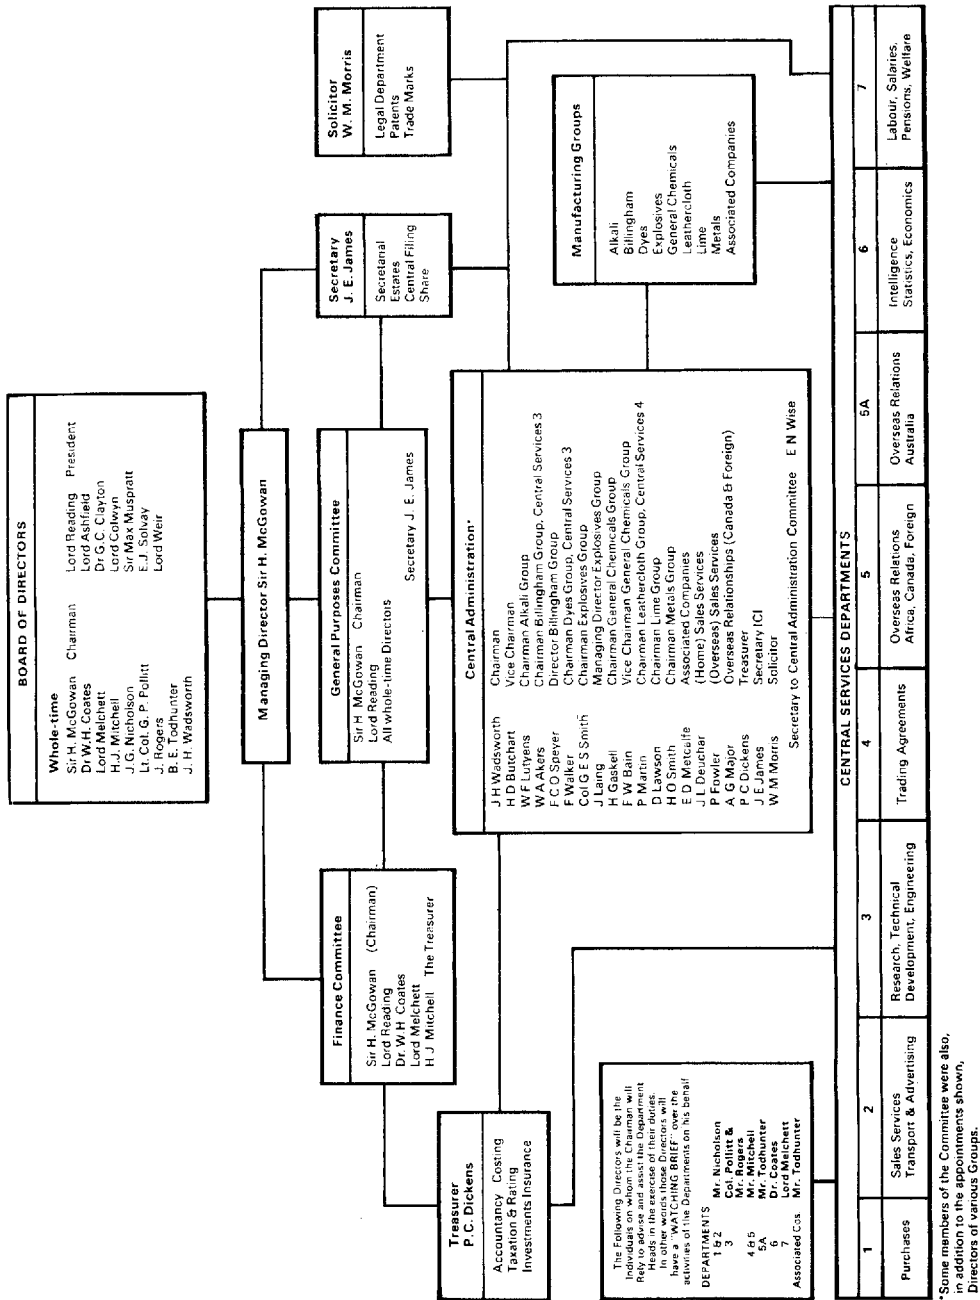 BOARD OF DIRECTORS
Whole-time
Sir H. McGowan Chairman
Dr W.H. Coates
Lord Melchett
H.J. Mitchell
J.G. Nicholson
Lt. Col. G. P. Pollitt
J. Rogers
B. E. Todhunter
J. H. Wadsworth
Lord Reading President
Lord Ashfield
Dr G.C. Clayton
Lord Colwyn
Sir Max Muspratt
E.J. Solvay
Lord Weir
Managing Director Sir H. McGowan
Finance Committee
Sir H. McGowan (Chairman)
Lord Reading
Dr. W.H Coates
Lord Melchett
H.J Mitchell The Treasurer
General Purposes Committee
Sir H McGowan Chairman
Lord Reading
All whole-time Directors
Secretary J. E. James
Secretary
J. E. James
Secretarial
Estates
Central Filing
Share
Solicitor
W. M. Morris
Legal Department
Patents
Trade Marks
Treasurer
P.C. Dickens
Accountancy Costing
Taxation & Rating
Investments Insurance
Central Administration*
J H Wadsworth Chairman
H D Butchart Vice Chairman
W F Lutyens Chairman Alkali Group
W A Akers Chairman Billingham Group, Central Services 3
F C O Speyer Director Billingham Group
F Walker Chairman Dyes Group, Central Services 3
Col G E S Smith Chairman Explosives Group
J Laing Managing Director Explosives Group
H Gaskell Chairman General Chemicals Group
F W Bain Vice Chairman General Chemicals Group
P Martin Chairman Leathercloth Group, Central Services 4
D Lawson Chairman Lime Group
H O Smith Chairman Metals Group
E D Metcalfe Associated Companies
J L Deuchar (Home) Sales Services
P Fowler (Overseas) Sales Services
A G Major Overseas Relationships (Canada & Foreign)
P C Dickens Treasurer
J E James Secretary ICI
W M Morris Solicitor
Secretary to Central Administration Committee E N Wise
Manufacturing Groups
Alkali
Billingham
Dyes
Explosives
General Chemicals
Leathercloth
Lime
Metals
Associated Companies
The Following Directors will be the
Individuals on whom the Chairman will
Rely to advise and assist the Department
Heads in the exercise of their duties.
In other words those Directors will
have a "WATCHING BRIEF" over the
activities of the Departments on his behalf
DEPARTMENTS
1 & 2 Mr. Nicholson
3 Col. Pollitt &
Mr. Rogers
4 & 5 Mr. Mitchell
5A Mr. Todhunter
6 Dr. Coates
7 Lord Melchett
Associated Cos. Mr. Todhunter
CENTRAL SERVICES DEPARTMENTS
1 2 3 4 5 5A 6 7
Purchases
Sales Services
Transport & Advertising
Research, Technical
Development, Engineering
Trading Agreements
Overseas Relations
Africa, Canada, Foreign
Overseas Relations
Australia
Intelligence
Statistics, Economics
Labour, Salaries,
Pensions, Welfare
*Some members of the Committee were also,
in addition to the appointments shown,
Directors of various Groups.